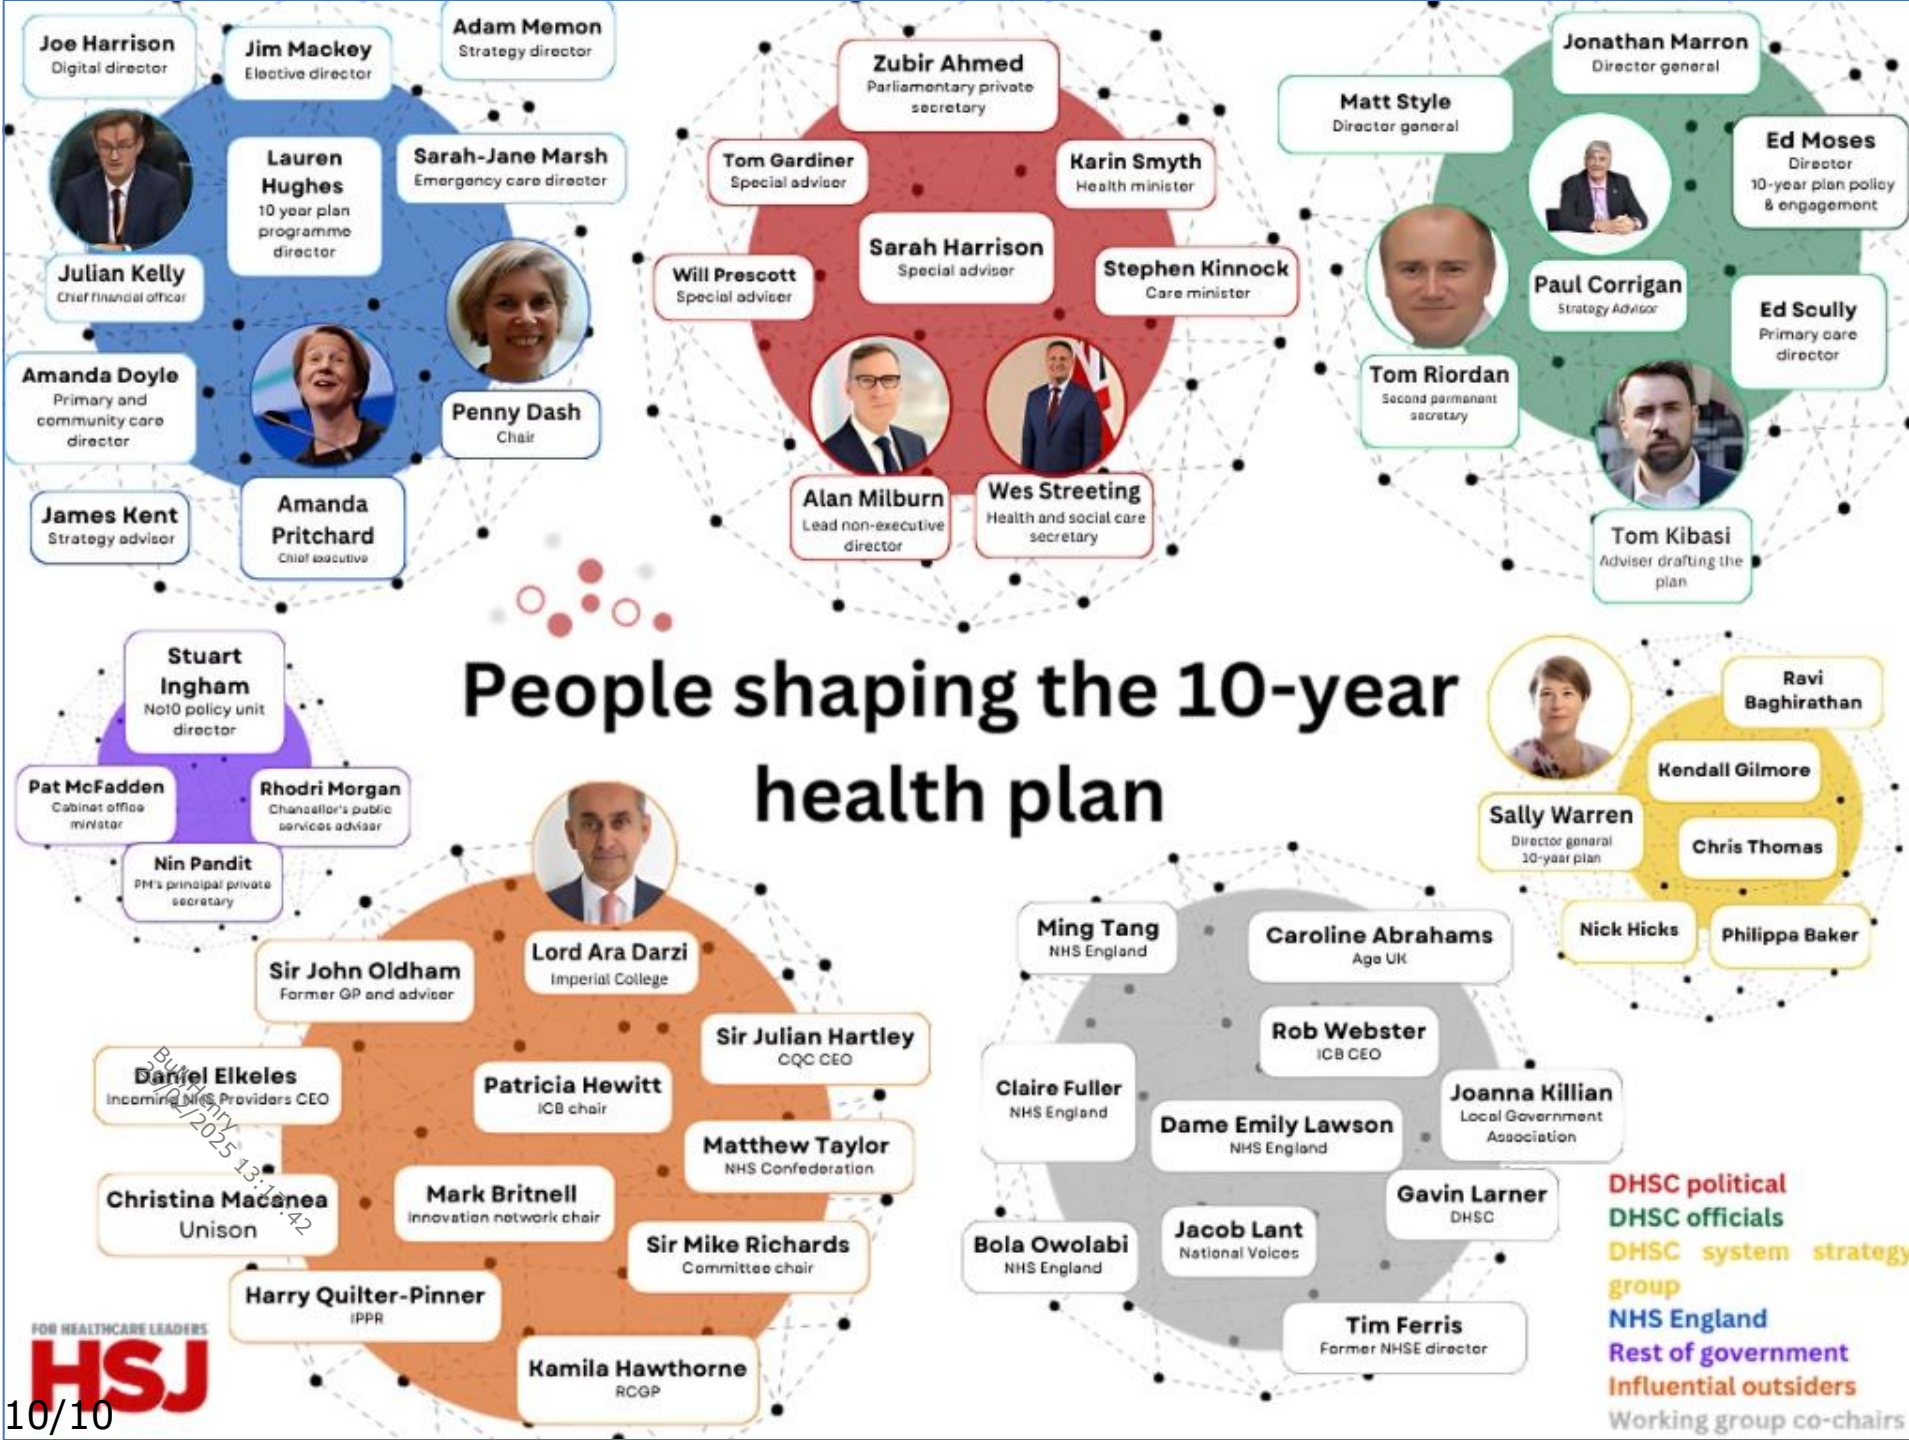 Joe Harrison
Digital director
Jim Mackey
Elective director
Adam Memon
Strategy director
Lauren
Hughes
10 year plan
programme
director
Sarah-Jane Marsh
Emergency care director
Julian Kelly
Chief financial officer
Amanda Doyle
Primary and
community care
director
Penny Dash
Chair
James Kent
Strategy advisor
Amanda
Pritchard
Chief executive
Zubir Ahmed
Parliamentary private
secretary
Tom Gardiner
Special advisor
Karin Smyth
Health minister
Sarah Harrison
Special advisor
Will Prescott
Special adviser
Stephen Kinnock
Care minister
Alan Milburn
Lead non-executive
director
Wes Streeting
Health and social care
secretary
Jonathan Marron
Director general
Matt Style
Director general
Ed Moses
Director
10-year plan policy
& engagement
Paul Corrigan
Strategy Advisor
Ed Scully
Primary care
director
Tom Riordan
Second permanent
secretary
Tom Kibasi
Adviser drafting the
plan
People shaping the 10-year
health plan
Stuart
Ingham
No10 policy unit
director
Pat McFadden
Cabinet office
minister
Rhodri Morgan
Chancellor's public
services adviser
Nin Pandit
PM's principal private
secretary
Ravi
Baghirathan
Kendall Gilmore
Sally Warren
Director general
10-year plan
Chris Thomas
Nick Hicks
Philippa Baker
Lord Ara Darzi
Imperial College
Sir John Oldham
Former GP and adviser
Sir Julian Hartley
CQC CEO
Daniel Elkeles
Incoming NHS Providers CEO
Patricia Hewitt
ICB chair
Matthew Taylor
NHS Confederation
Christina Macanea
Unison
Mark Britnell
Innovation network chair
Sir Mike Richards
Committee chair
Harry Quilter-Pinner
IPPR
Kamila Hawthorne
RCGP
Ming Tang
NHS England
Caroline Abrahams
Age UK
Rob Webster
ICB CEO
Claire Fuller
NHS England
Joanna Killian
Local Government
Association
Dame Emily Lawson
NHS England
Gavin Larner
DHSC
Jacob Lant
National Voices
Bola Owolabi
NHS England
Tim Ferris
Former NHSE director
DHSC political
DHSC officials
DHSC system strategy
group
NHS England
Rest of government
Influential outsiders
Working group co-chairs
FOR HEALTHCARE LEADERS
HSJ
10/10